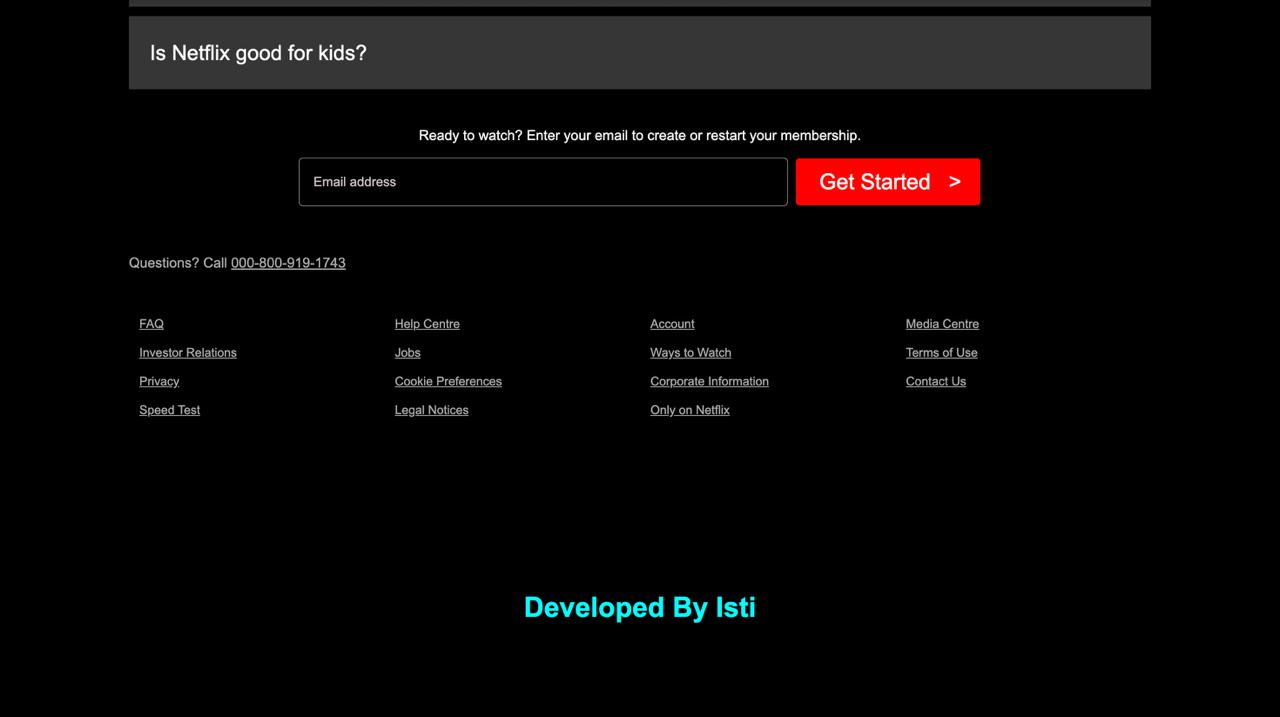 Is Netflix good for kids?
Ready to watch? Enter your email to create or restart your membership.
Email address
Get Started >
Questions? Call 000-800-919-1743
FAQ
Help Centre
Account
Media Centre
Investor Relations
Jobs
Ways to Watch
Terms of Use
Privacy
Cookie Preferences
Corporate Information
Contact Us
Speed Test
Legal Notices
Only on Netflix
Developed By Isti